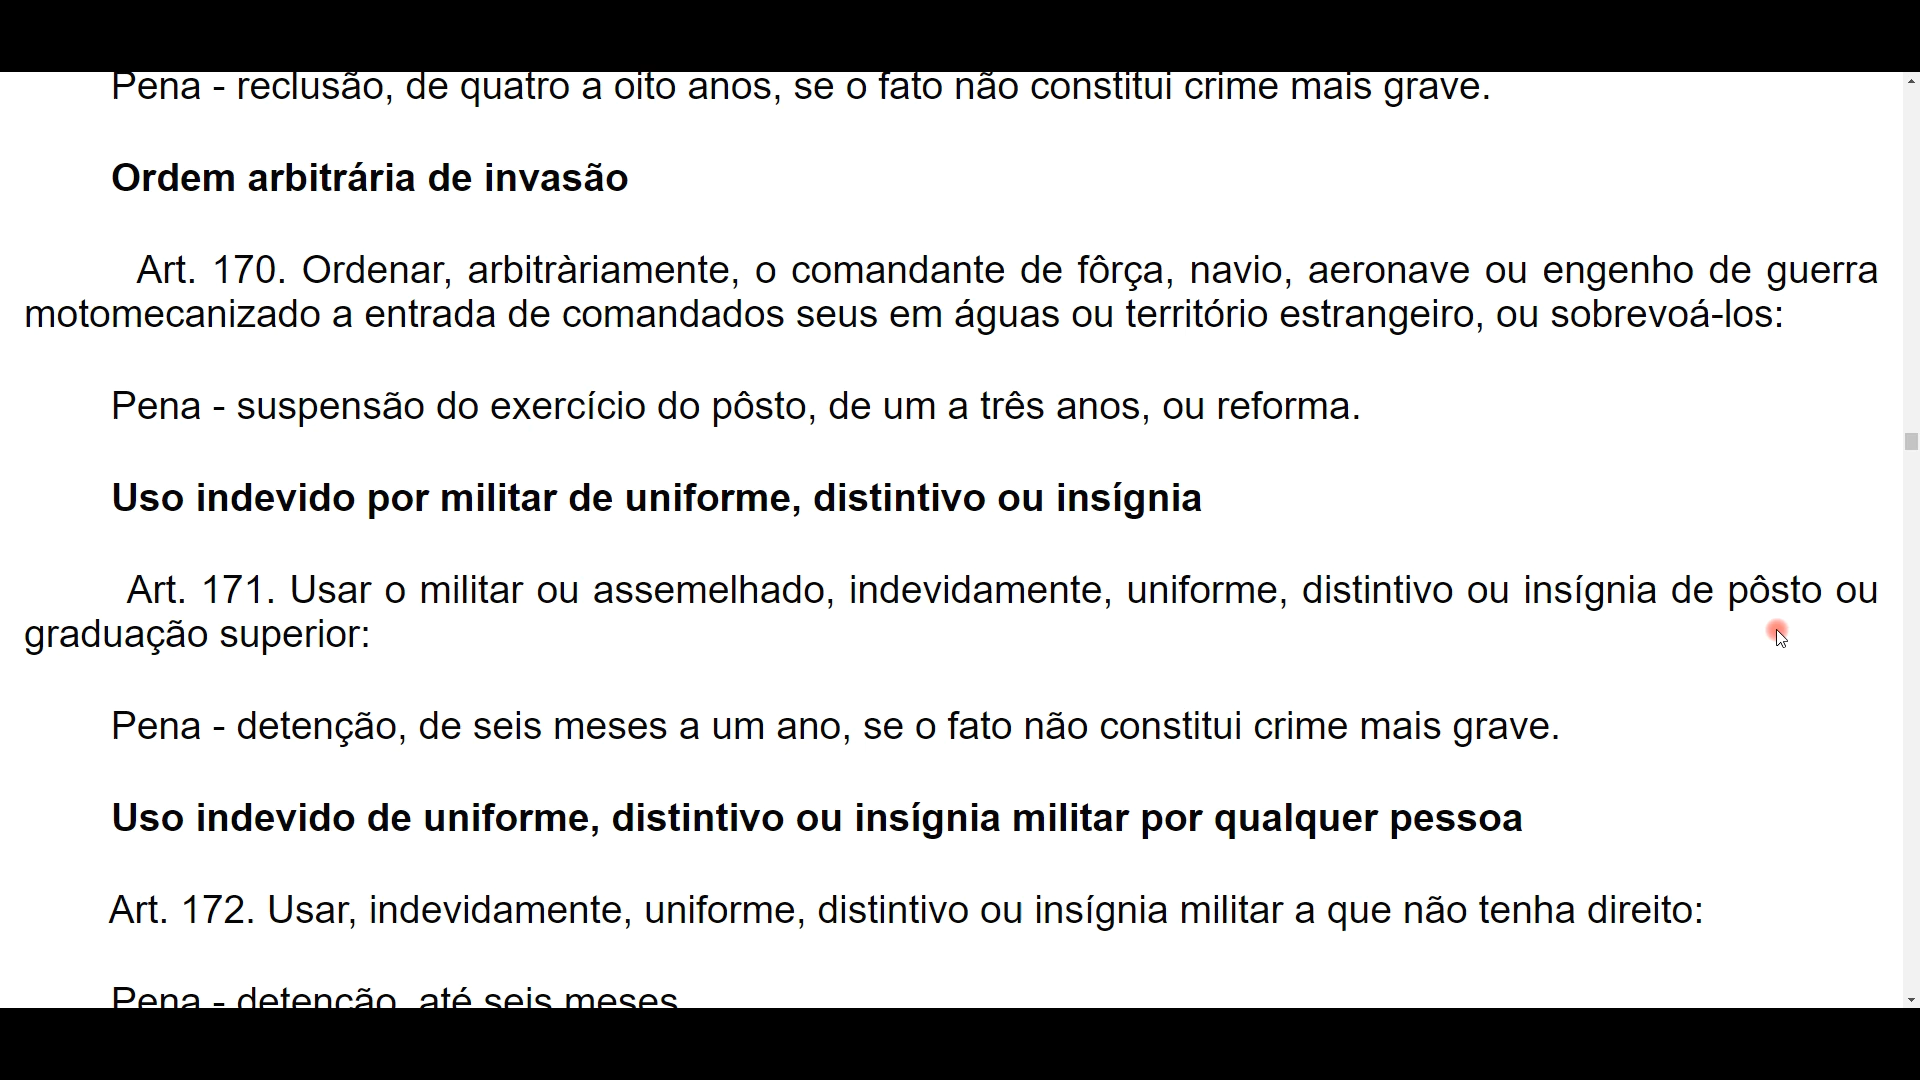 Pena - reclusão, de quatro a oito anos, se o fato não constitui crime mais grave.
Ordem arbitrária de invasão
Art. 170. Ordenar, arbitràriamente, o comandante de fôrça, navio, aeronave ou engenho de guerra
motomecanizado a entrada de comandados seus em águas ou território estrangeiro, ou sobrevoá-los:
Pena - suspensão do exercício do pôsto, de um a três anos, ou reforma.
Uso indevido por militar de uniforme, distintivo ou insígnia
Art. 171. Usar o militar ou assemelhado, indevidamente, uniforme, distintivo ou insígnia de pôsto ou
graduação superior:
Pena - detenção, de seis meses a um ano, se o fato não constitui crime mais grave.
Uso indevido de uniforme, distintivo ou insígnia militar por qualquer pessoa
Art. 172. Usar, indevidamente, uniforme, distintivo ou insígnia militar a que não tenha direito:
Pena - detenção, até seis meses.